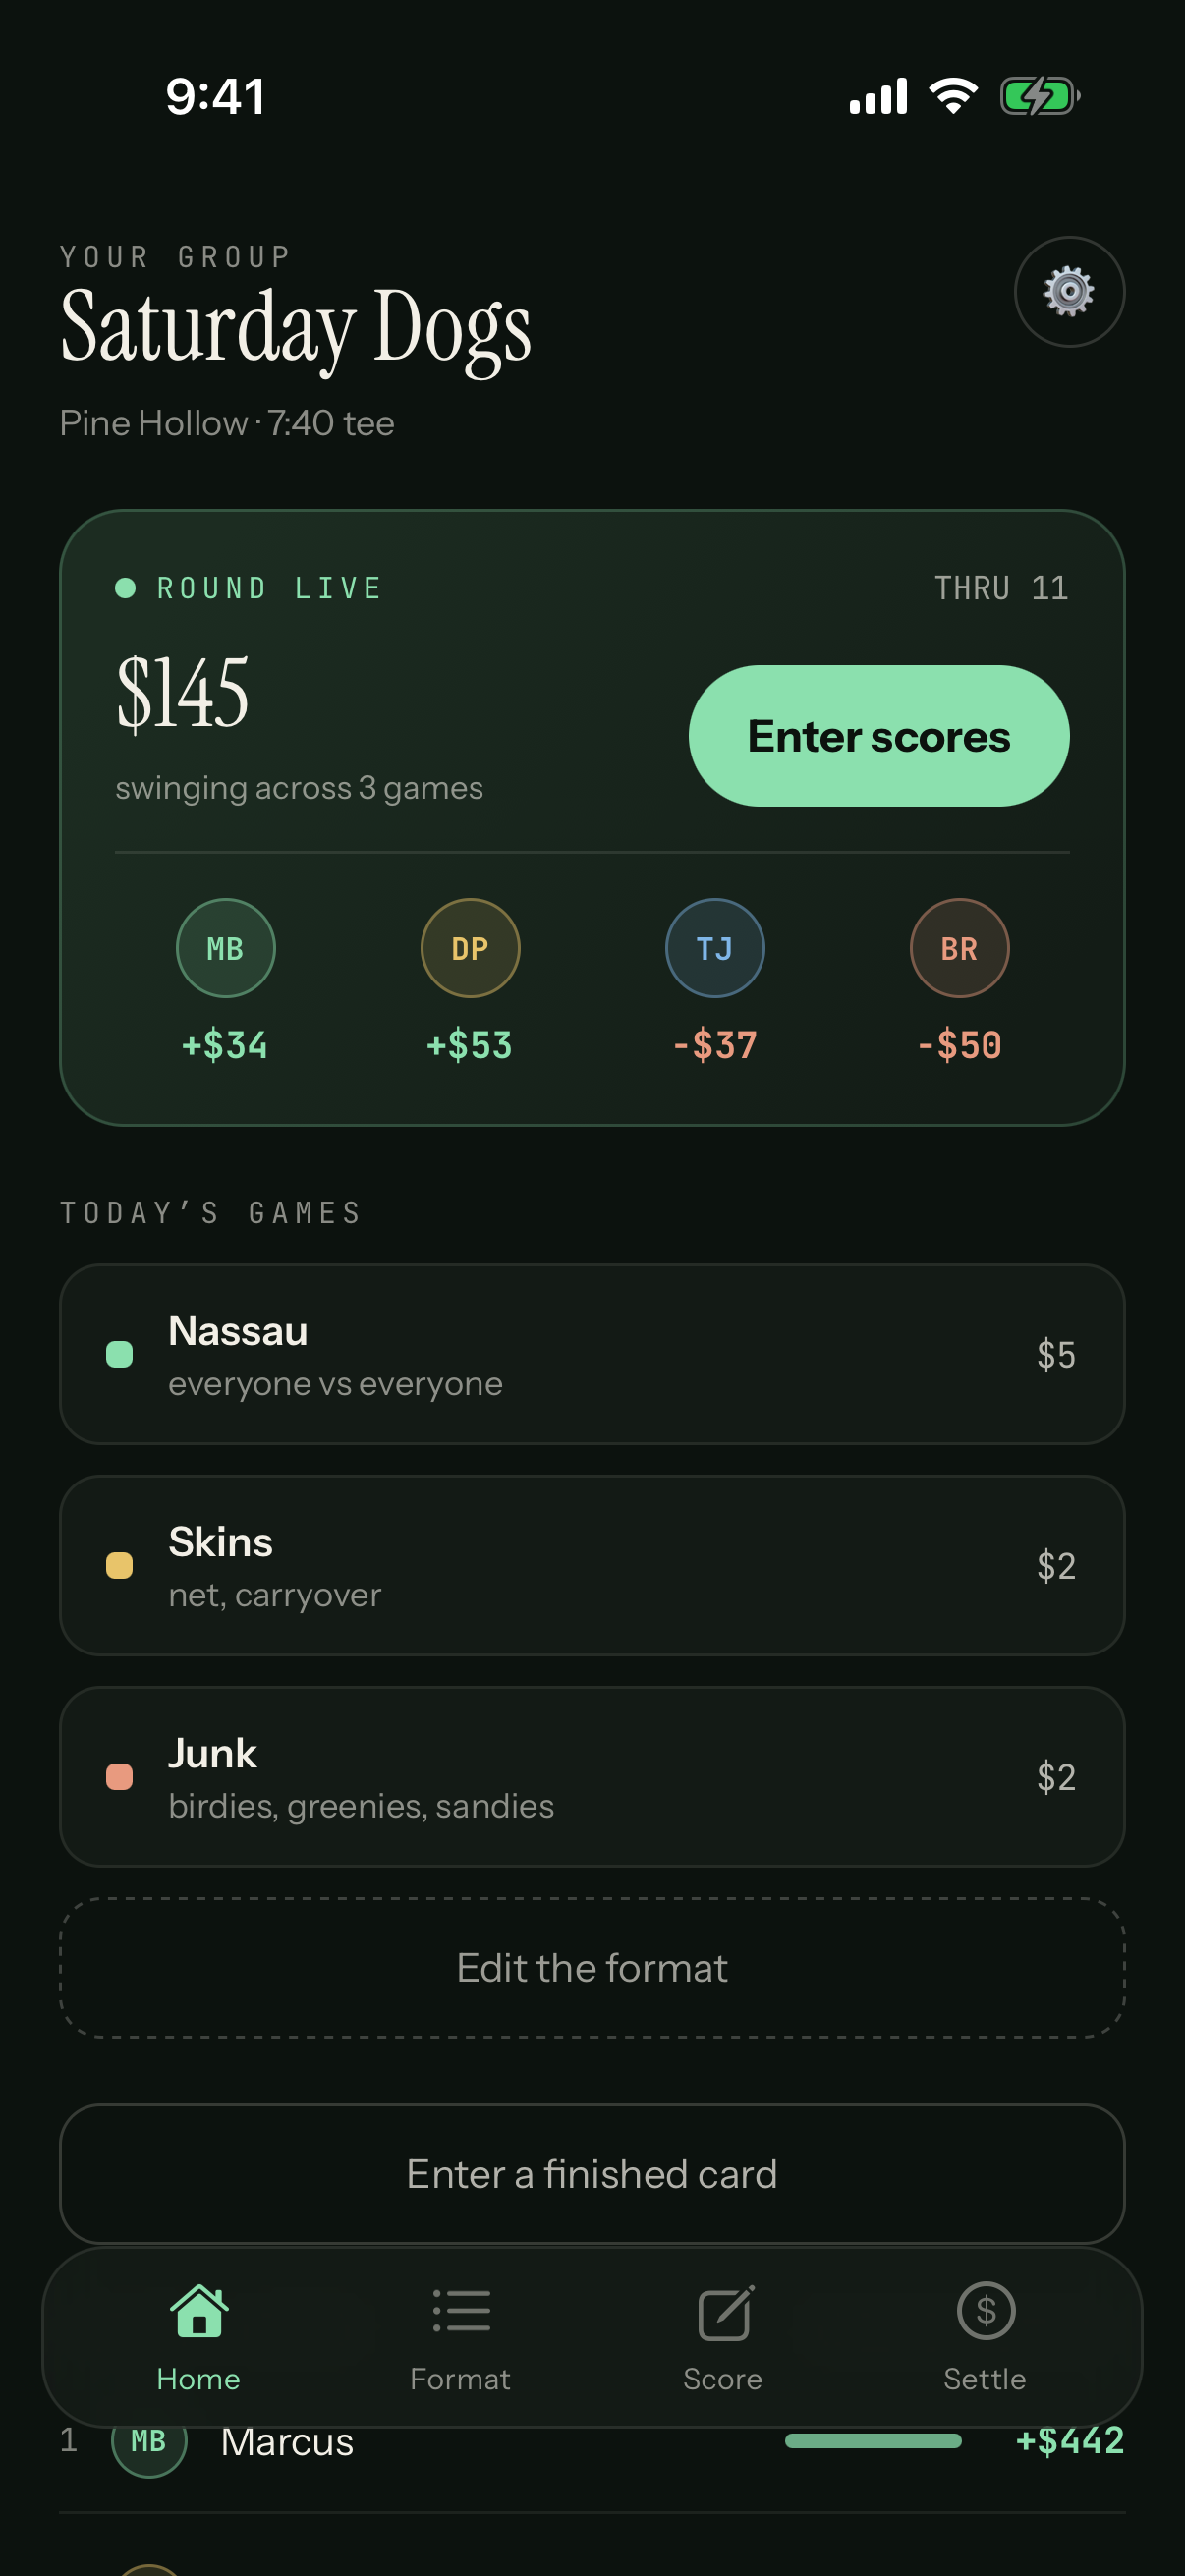 9:41
YOUR GROUP
Saturday Dogs
Pine Hollow · 7:40 tee
ROUND LIVE
THRU 11
$145
Enter scores
swinging across 3 games
MB
DP
TJ
BR
+$34
+$53
-$37
-$50
TODAY’S GAMES
Nassau
everyone vs everyone
$5
Skins
net, carryover
$2
Junk
birdies, greenies, sandies
$2
Edit the format
Enter a finished card
Home
Format
Score
Settle
1
MB
Marcus
+$442